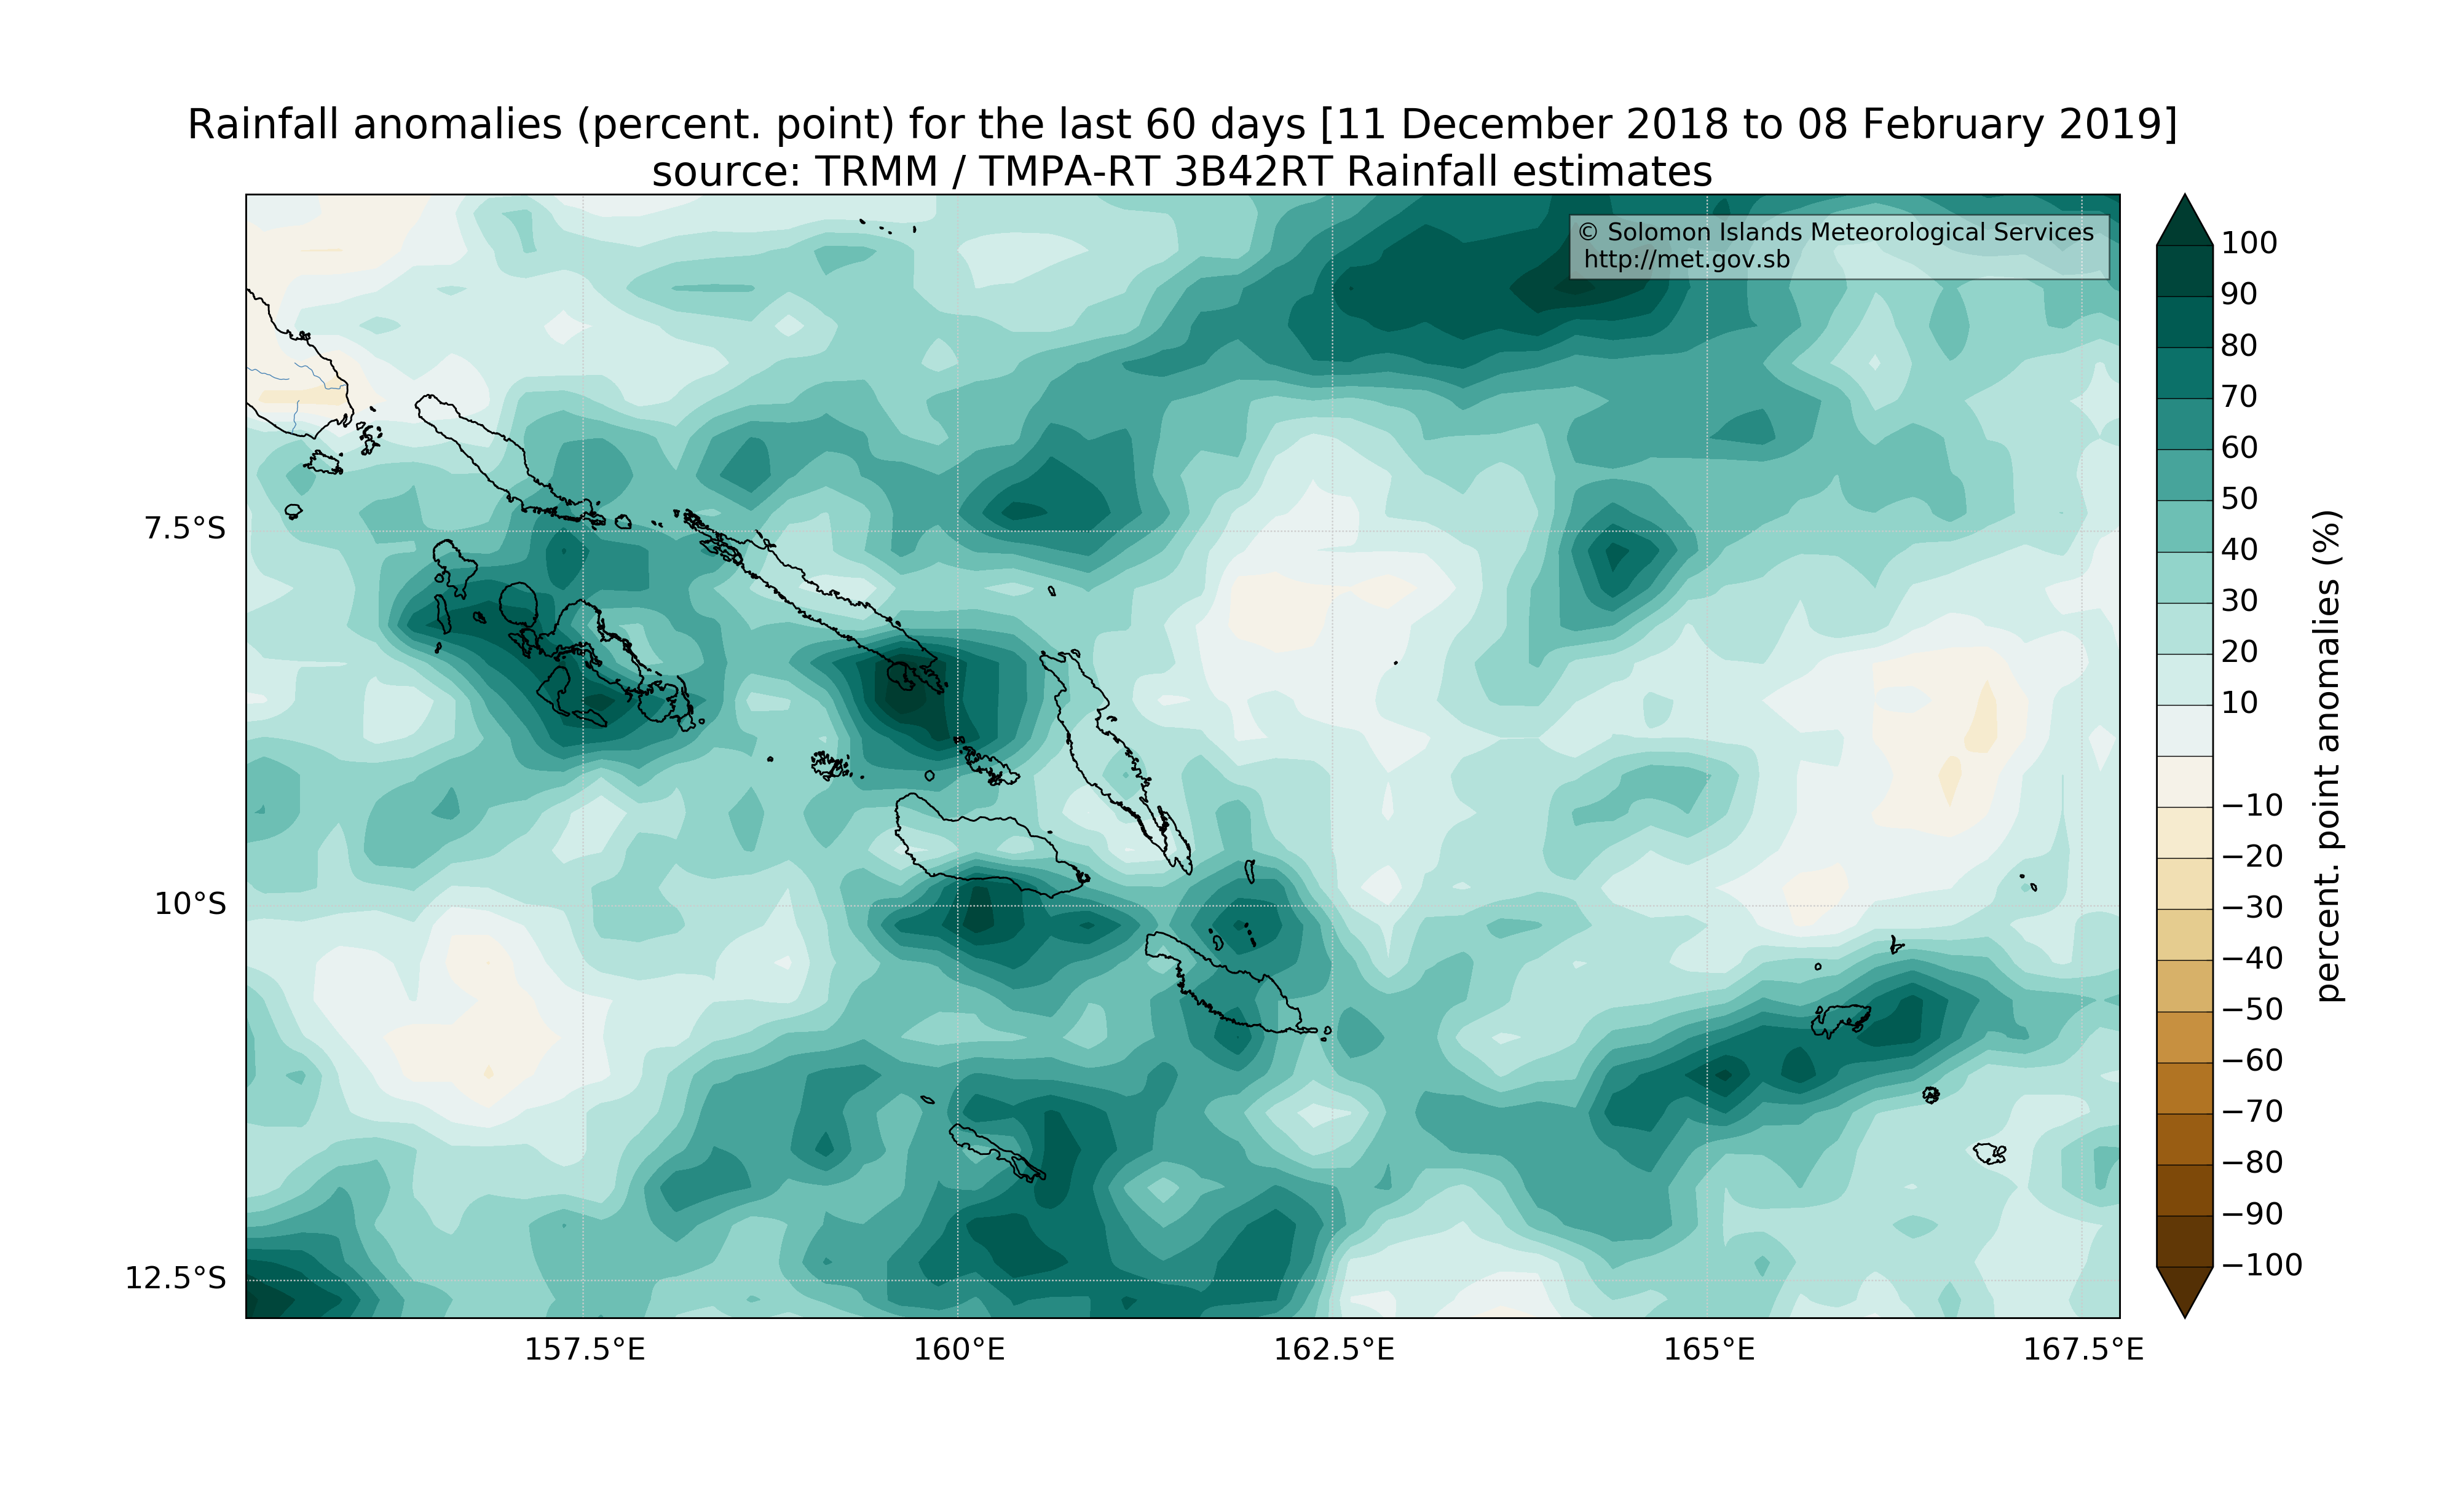 Rainfall anomalies (percent. point) for the last 60 days [11 December 2018 to 08 February 2019]
source: TRMM / TMPA-RT 3B42RT Rainfall estimates
© Solomon Islands Meteorological Services
http://met.gov.sb
7.5°S
10°S
12.5°S
157.5°E
160°E
162.5°E
165°E
167.5°E
100
90
80
70
60
50
40
30
20
10
−10
−20
−30
−40
−50
−60
−70
−80
−90
−100
percent. point anomalies (%)